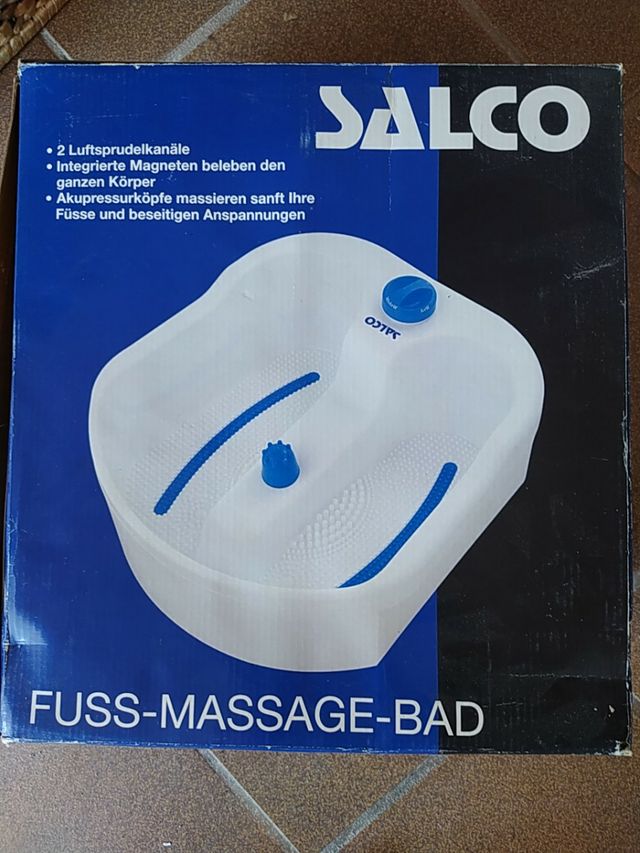 SALCO
• 2 Luftsprudelkanäle
• Integrierte Magneten beleben den
ganzen Körper
• Akupressurköpfe massieren sanft Ihre
Füsse und beseitigen Anspannungen
SALCO
FUSS-MASSAGE-BAD